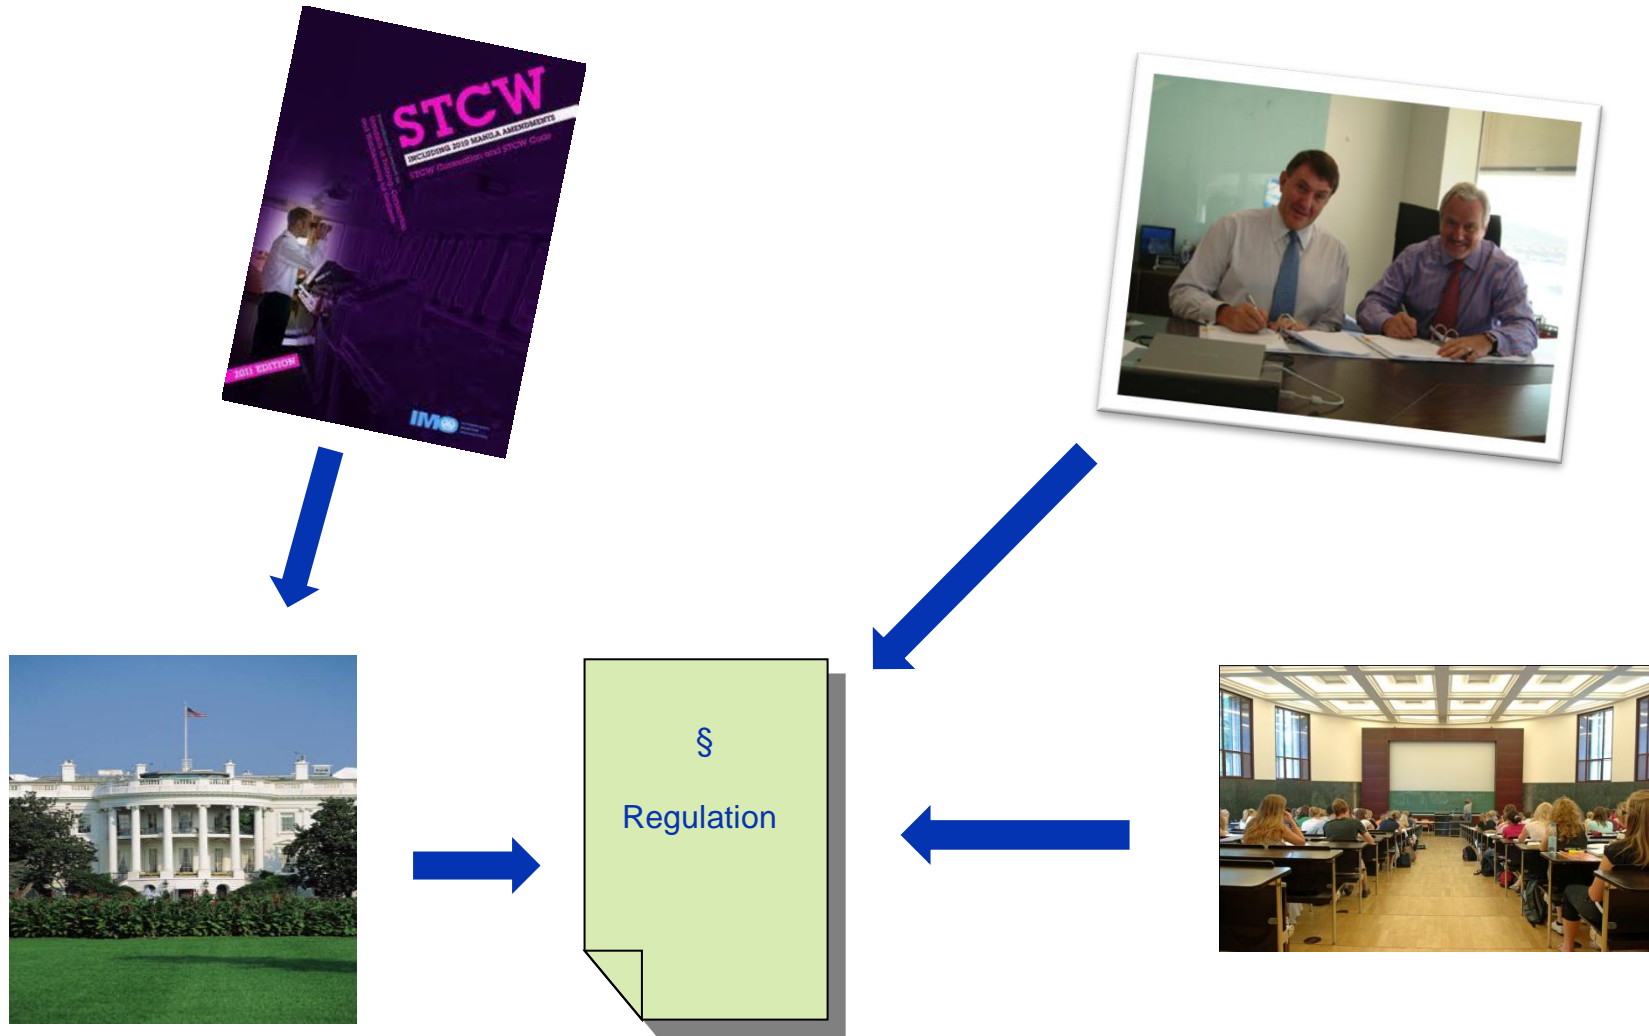 STCW
INCLUDING 2010 MANILA AMENDMENTS
STCW Convention and STCW Code
2011 EDITION
IMO
§
Regulation